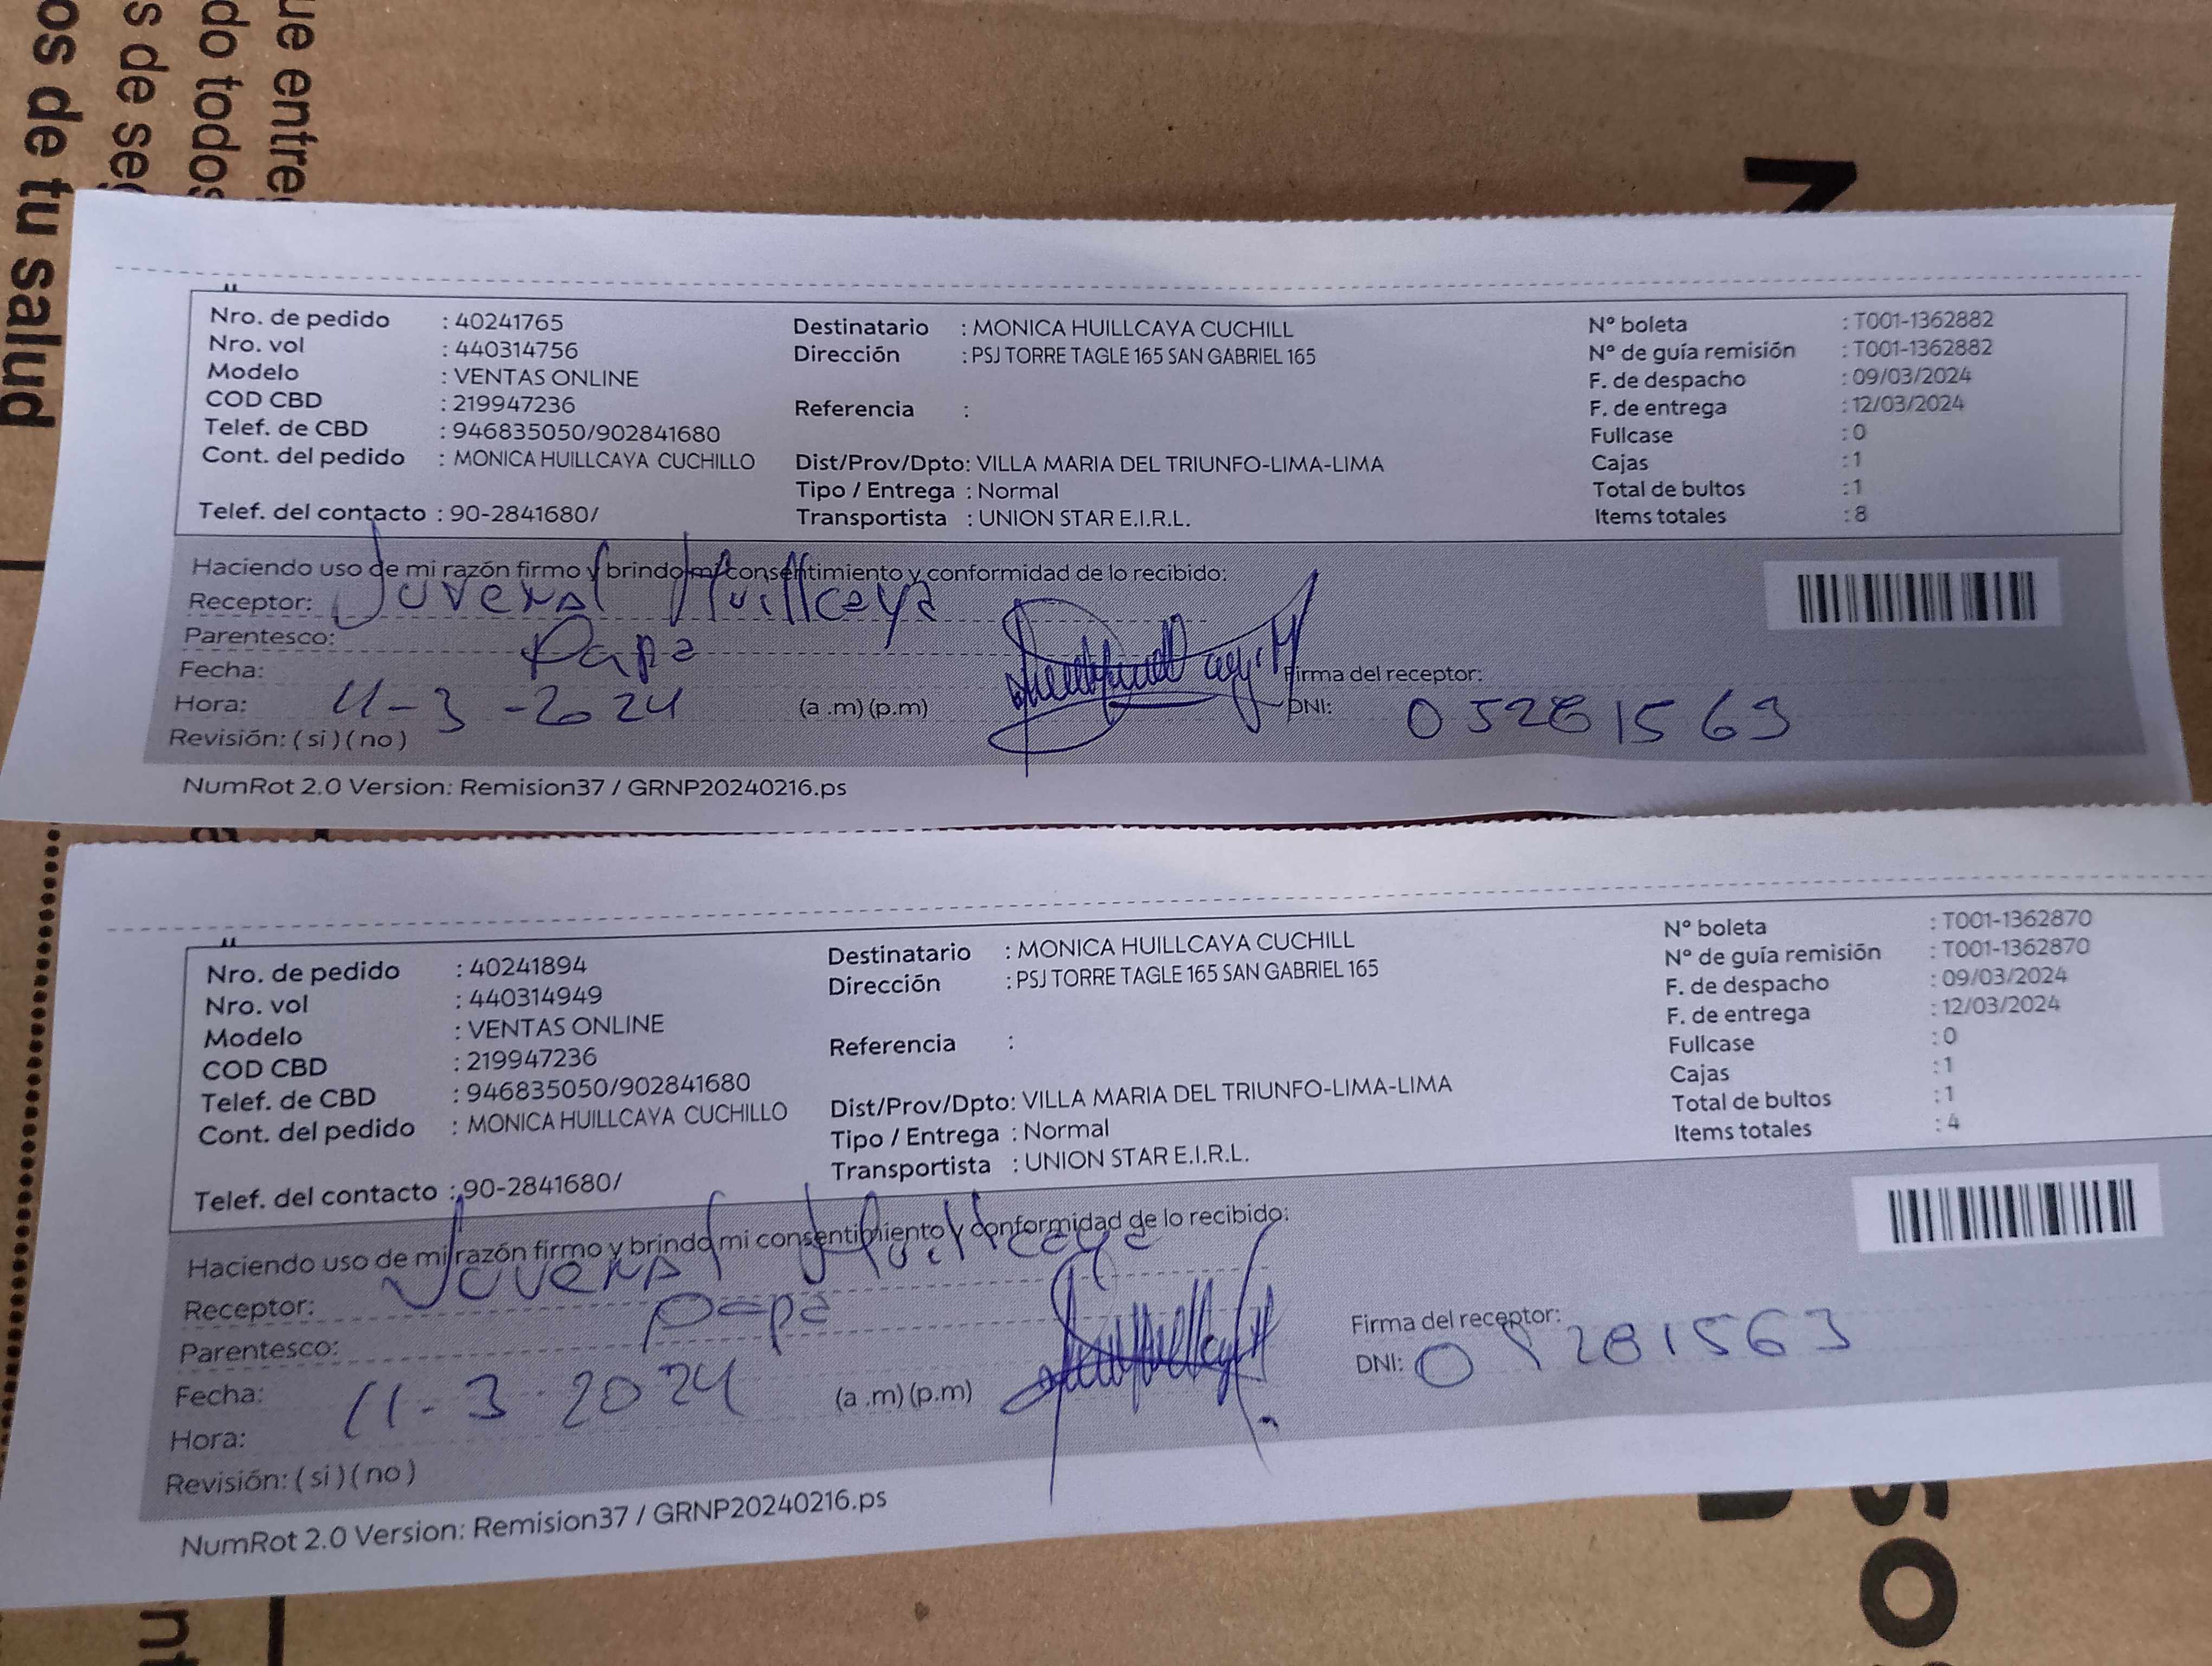 ue entre
do todos
s de seg
os de tu salud
Nro. de pedido : 40241765
Nro. vol : 440314756
Modelo : VENTAS ONLINE
COD CBD : 219947236
Telef. de CBD : 946835050/902841680
Cont. del pedido : MONICA HUILLCAYA CUCHILLO
Telef. del contacto : 90-2841680/
Destinatario : MONICA HUILLCAYA CUCHILL
Dirección : PSJ TORRE TAGLE 165 SAN GABRIEL 165
Referencia :
Dist/Prov/Dpto: VILLA MARIA DEL TRIUNFO-LIMA-LIMA
Tipo / Entrega : Normal
Transportista : UNION STAR E.I.R.L.
N° boleta : T001-1362882
N° de guía remisión : T001-1362882
F. de despacho : 09/03/2024
F. de entrega : 12/03/2024
Fullcase : 0
Cajas : 1
Total de bultos : 1
Items totales : 8
Haciendo uso de mi razón firmo y brindo mi consentimiento y conformidad de lo recibido:
Receptor: Juvenal Huillcaya
Parentesco: Papa
Fecha:
Hora: 11-3-2024 (a .m) (p.m)
Revisión: ( si ) ( no )
Firma del receptor:
DNI: 05281563
NumRot 2.0 Version: Remision37 / GRNP20240216.ps
Nro. de pedido : 40241894
Nro. vol : 440314949
Modelo : VENTAS ONLINE
COD CBD : 219947236
Telef. de CBD : 946835050/902841680
Cont. del pedido : MONICA HUILLCAYA CUCHILLO
Telef. del contacto : 90-2841680/
Destinatario : MONICA HUILLCAYA CUCHILL
Dirección : PSJ TORRE TAGLE 165 SAN GABRIEL 165
Referencia :
Dist/Prov/Dpto: VILLA MARIA DEL TRIUNFO-LIMA-LIMA
Tipo / Entrega : Normal
Transportista : UNION STAR E.I.R.L.
N° boleta : T001-1362870
N° de guía remisión : T001-1362870
F. de despacho : 09/03/2024
F. de entrega : 12/03/2024
Fullcase : 0
Cajas : 1
Total de bultos : 1
Items totales : 4
Haciendo uso de mi razón firmo y brindo mi consentimiento y conformidad de lo recibido:
Receptor: Juvenal Huillcaya
Parentesco: papa
Fecha: 11-3-2024 (a .m) (p.m)
Hora:
Revisión: ( si ) ( no )
Firma del receptor:
DNI: 05281563
NumRot 2.0 Version: Remision37 / GRNP20240216.ps